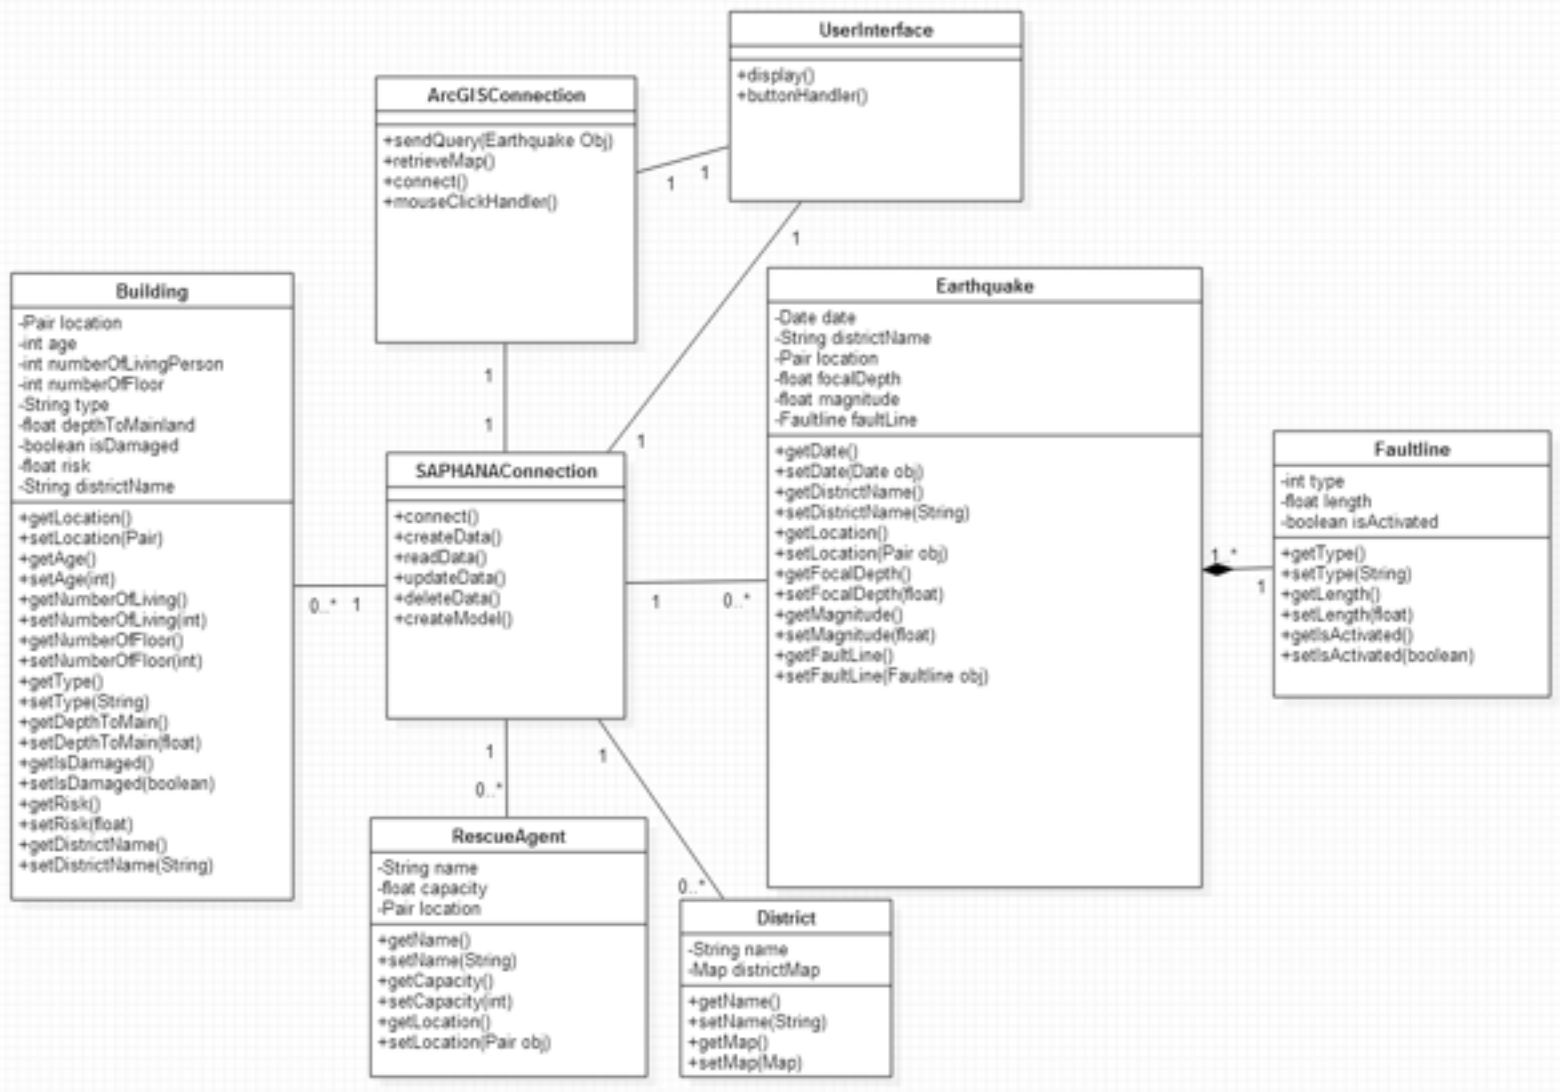 UserInterface
+display()
+buttonHandler()
ArcGISConnection
+sendQuery(Earthquake Obj)
+retrieveMap()
+connect()
+mouseClickHandler()
1
1
1
1
1
1
Building
-Pair location
-int age
-int numberOfLivingPerson
-int numberOfFloor
-String type
-float depthToMainland
-boolean isDamaged
-float risk
-String districtName
+getLocation()
+setLocation(Pair)
+getAge()
+setAge(int)
+getNumberOfLiving()
+setNumberOfLiving(int)
+getNumberOfFloor()
+setNumberOfFloor(int)
+getType()
+setType(String)
+getDepthToMain()
+setDepthToMain(float)
+getIsDamaged()
+setIsDamaged(boolean)
+getRisk()
+setRisk(float)
+getDistrictName()
+setDistrictName(String)
0..* 1
SAPHANAConnection
+connect()
+createData()
+readData()
+updateData()
+deleteData()
+createModel()
1 0..*
Earthquake
-Date date
-String districtName
-Pair location
-float focalDepth
-float magnitude
-Faultline faultLine
+getDate()
+setDate(Date obj)
+getDistrictName()
+setDistrictName(String)
+getLocation()
+setLocation(Pair obj)
+getFocalDepth()
+setFocalDepth(float)
+getMagnitude()
+setMagnitude(float)
+getFaultLine()
+setFaultLine(Faultline obj)
1..*
1
Faultline
-int type
-float length
-boolean isActivated
+getType()
+setType(String)
+getLength()
+setLength(float)
+getIsActivated()
+setIsActivated(boolean)
1
0..*
1
0..*
RescueAgent
-String name
-float capacity
-Pair location
+getName()
+setName(String)
+getCapacity()
+setCapacity(int)
+getLocation()
+setLocation(Pair obj)
District
-String name
-Map districtMap
+getName()
+setName(String)
+getMap()
+setMap(Map)